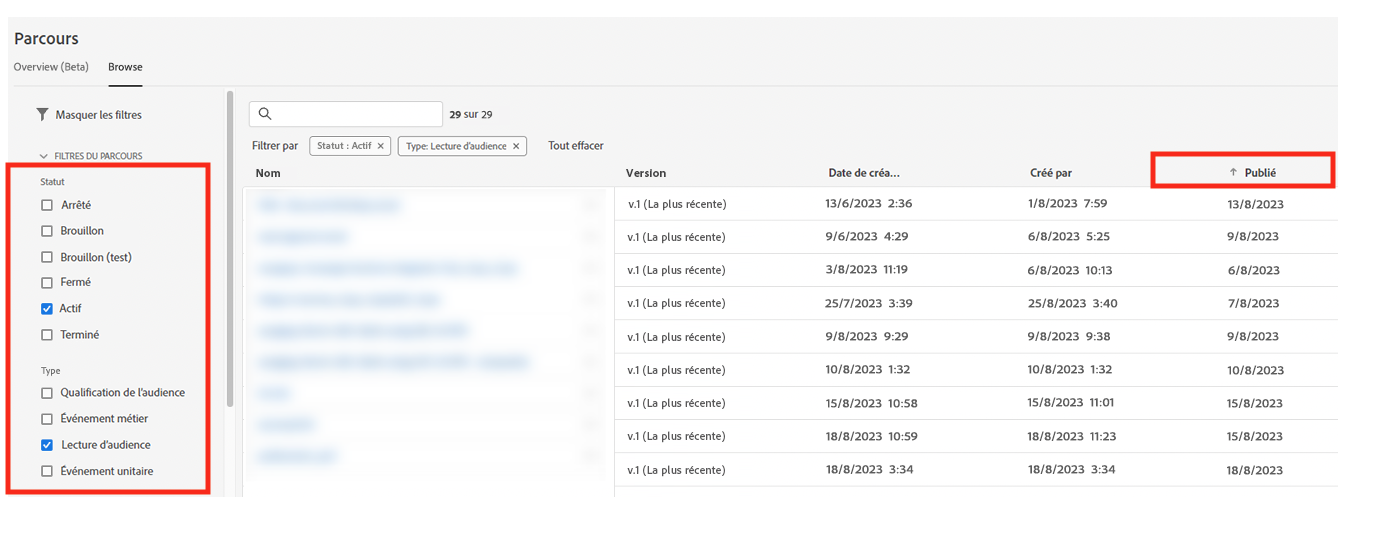 Parcours
Overview (Beta) Browse
Masquer les filtres
29 sur 29
FILTRES DU PARCOURS
Filtrer par Statut : Actif × Type: Lecture d'audience × Tout effacer
Nom Version Date de créa... Créé par ↑ Publié
Statut
Arrêté
Brouillon
Brouillon (test)
Fermé
Actif
Terminé
Type
Qualification de l'audience
Événement métier
Lecture d'audience
Événement unitaire
v.1 (La plus récente) 13/6/2023 2:36 1/8/2023 7:59 13/8/2023
v.1 (La plus récente) 9/6/2023 4:29 6/8/2023 5:25 9/8/2023
v.1 (La plus récente) 3/8/2023 11:19 6/8/2023 10:13 6/8/2023
v.1 (La plus récente) 25/7/2023 3:39 25/8/2023 3:40 7/8/2023
v.1 (La plus récente) 9/8/2023 9:29 9/8/2023 9:38 9/8/2023
v.1 (La plus récente) 10/8/2023 1:32 10/8/2023 1:32 10/8/2023
v.1 (La plus récente) 15/8/2023 10:58 15/8/2023 11:01 15/8/2023
v.1 (La plus récente) 18/8/2023 10:59 18/8/2023 11:23 15/8/2023
v.1 (La plus récente) 18/8/2023 3:34 18/8/2023 3:34 18/8/2023